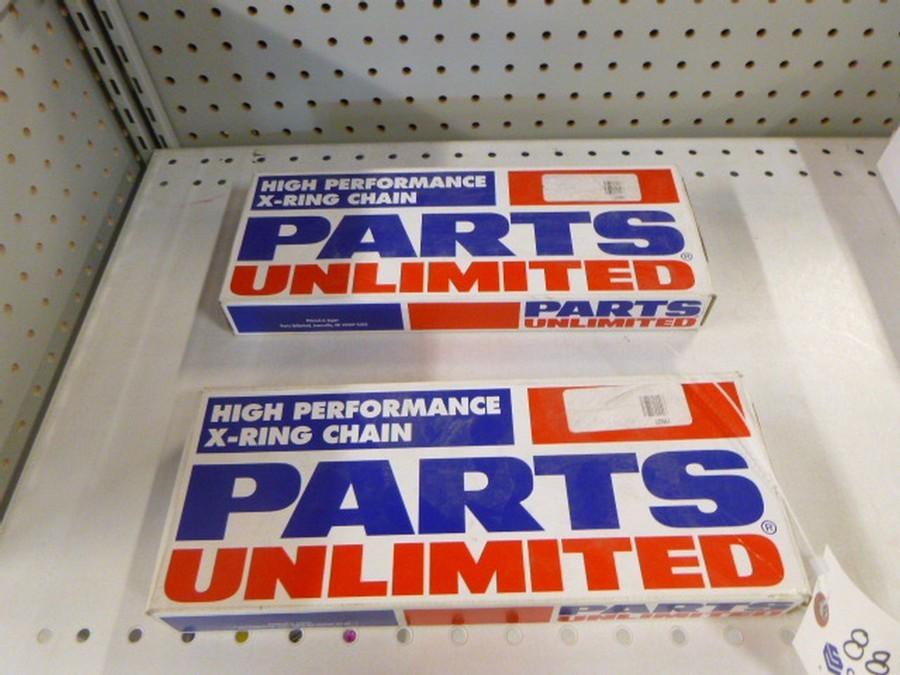 HIGH PERFORMANCE
X-RING CHAIN
PARTS
UNLIMITED
®
PARTS
UNLIMITED
HIGH PERFORMANCE
X-RING CHAIN
PARTS
UNLIMITED
®
PARTS
UNLIMITED